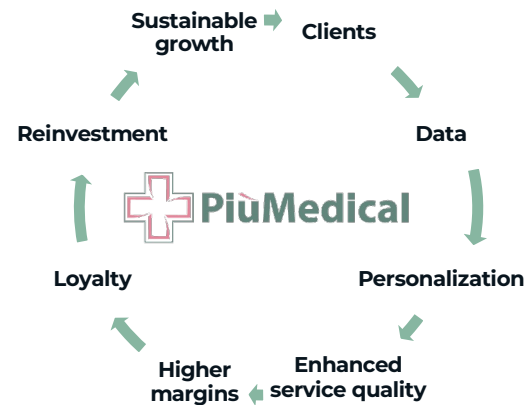 Sustainable
growth
Clients
Data
Personalization
Enhanced
service quality
Higher
margins
Loyalty
Reinvestment
PiùMedical